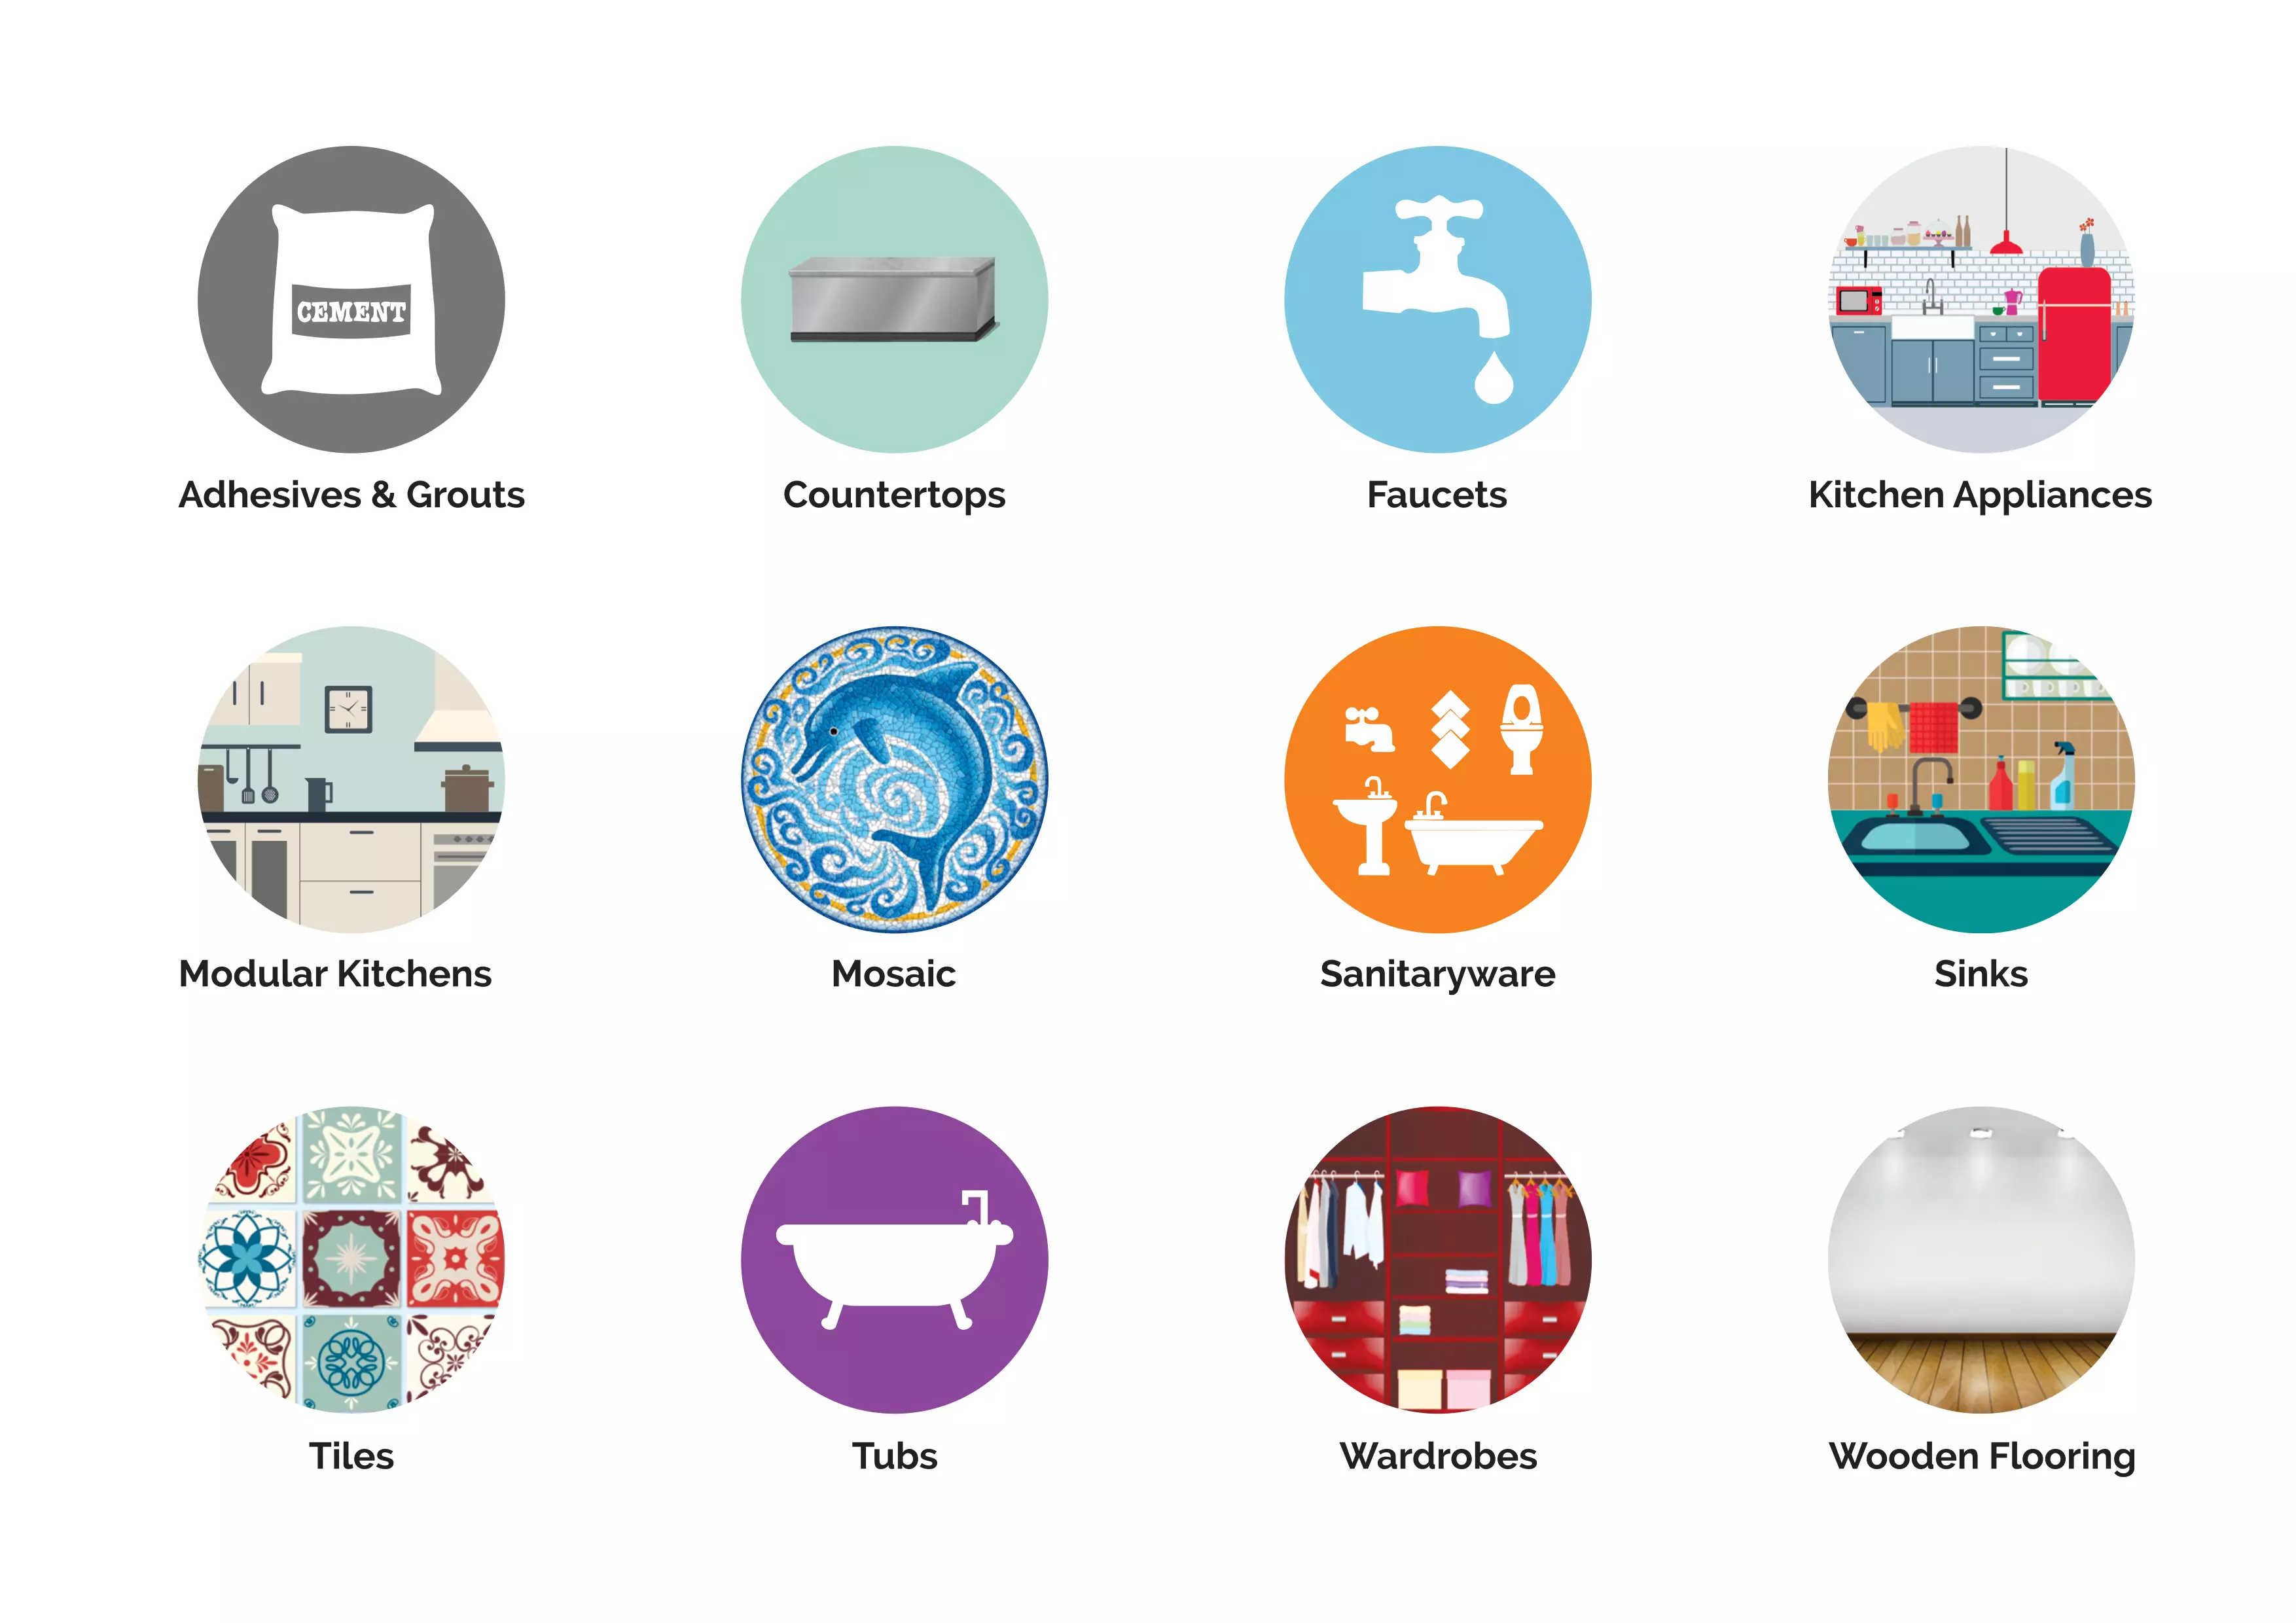 CEMENT
Adhesives & Grouts
Countertops
Faucets
Kitchen Appliances
Modular Kitchens
Mosaic
Sanitaryware
Sinks
Tiles
Tubs
Wardrobes
Wooden Flooring